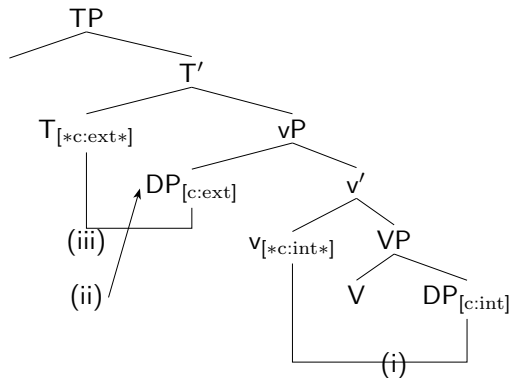 TP
T′
T[∗c:ext∗] vP
DP[c:ext] v′
(iii) v[∗c:int∗] VP
(ii) V DP[c:int]
(i)